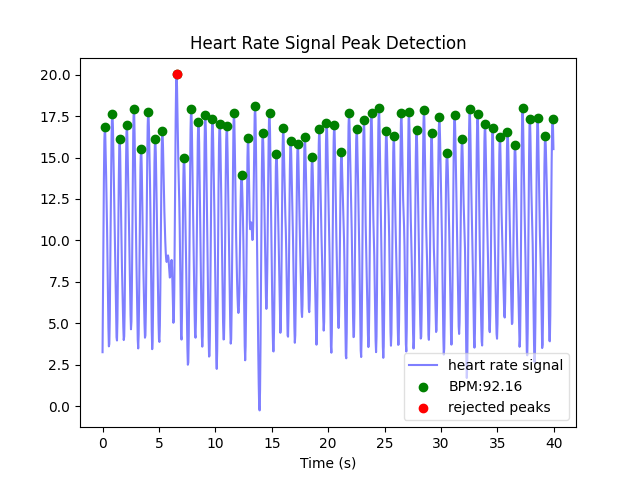 Heart Rate Signal Peak Detection
20.0
17.5
15.0
12.5
10.0
7.5
5.0
2.5
0.0
heart rate signal
BPM:92.16
rejected peaks
0 5 10 15 20 25 30 35 40
Time (s)